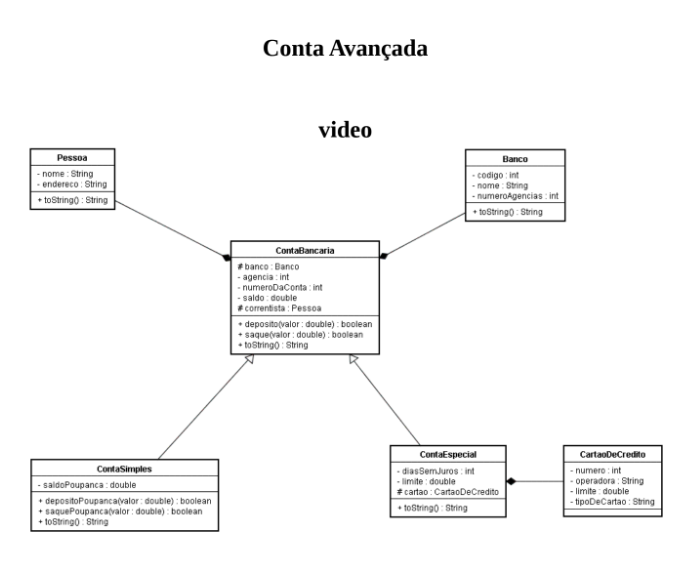 Conta Avançada
video
Pessoa
- nome : String
- endereco : String
+ toString() : String
Banco
- codigo : int
- nome : String
- numeroAgencias : int
+ toString() : String
ContaBancaria
# banco : Banco
- agencia : int
- numeroDaConta : int
- saldo : double
# correntista : Pessoa
+ deposito(valor : double) : boolean
+ saque(valor : double) : boolean
+ toString() : String
ContaSimples
- saldoPoupanca : double
+ depositoPoupanca(valor : double) : boolean
+ saquePoupanca(valor : double) : boolean
+ toString() : String
ContaEspecial
- diasSemJuros : int
- limite : double
# cartao : CartaoDeCredito
+ toString() : String
CartaoDeCredito
- numero : int
- operadora : String
- limite : double
- tipoDeCartao : String